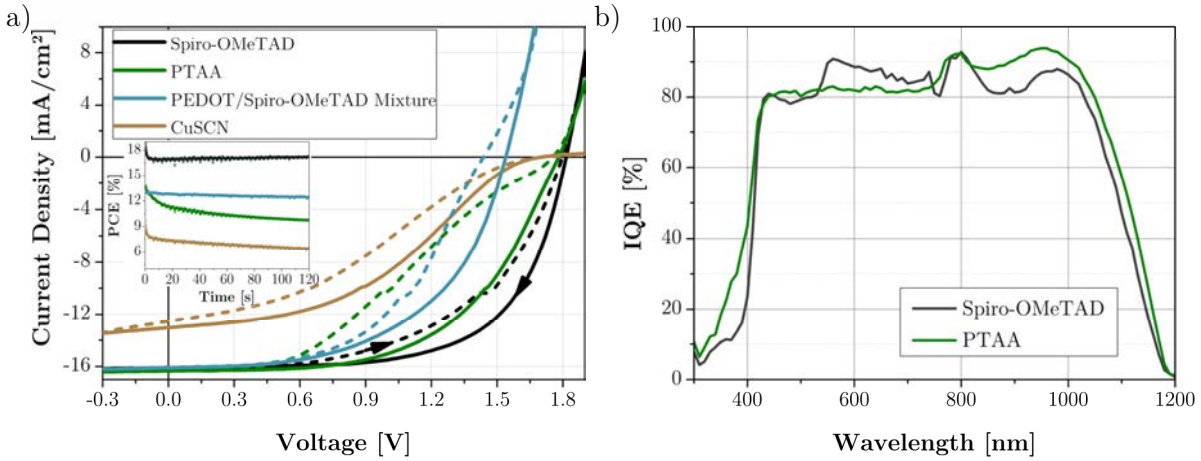 a)
8
4
0
-4
-8
-12
-16
Current Density [mA/cm²]
Spiro-OMeTAD
PTAA
PEDOT/Spiro-OMeTAD Mixture
CuSCN
18
15
12
9
6
PCE [%]
0 20 40 60 80 100 120
Time [s]
-0.3 0.0 0.3 0.6 0.9 1.2 1.5 1.8
Voltage [V]
b)
100
80
60
40
20
0
IQE [%]
Spiro-OMeTAD
PTAA
400 600 800 1000 1200
Wavelength [nm]